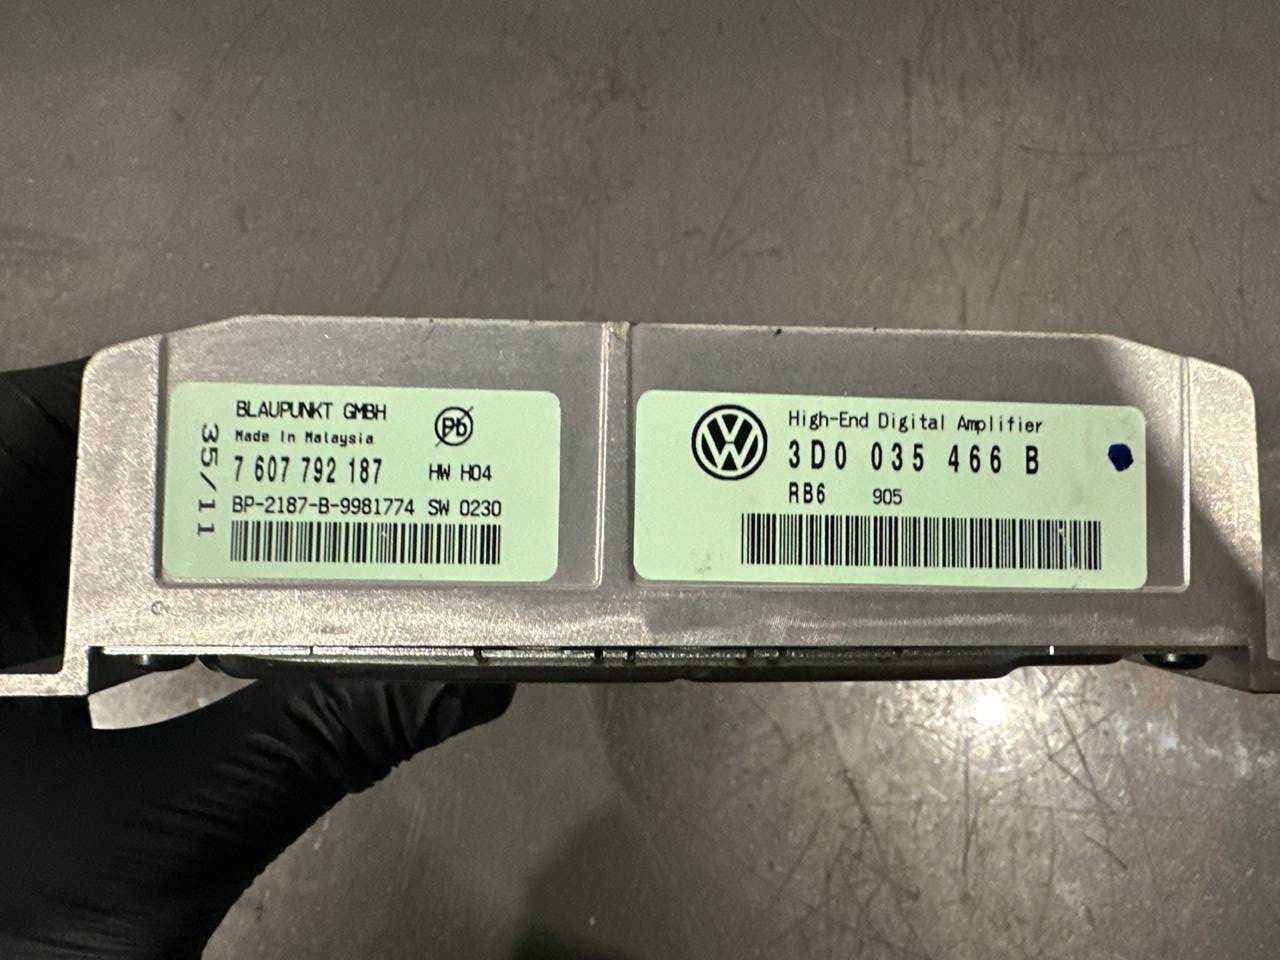 BLAUPUNKT GMBH
Made In Malaysia
Pb
7 607 792 187 HW H04
BP-2187-B-9981774 SW 0230
35/11
VW
High-End Digital Amplifier
3D0 035 466 B
RB6 905